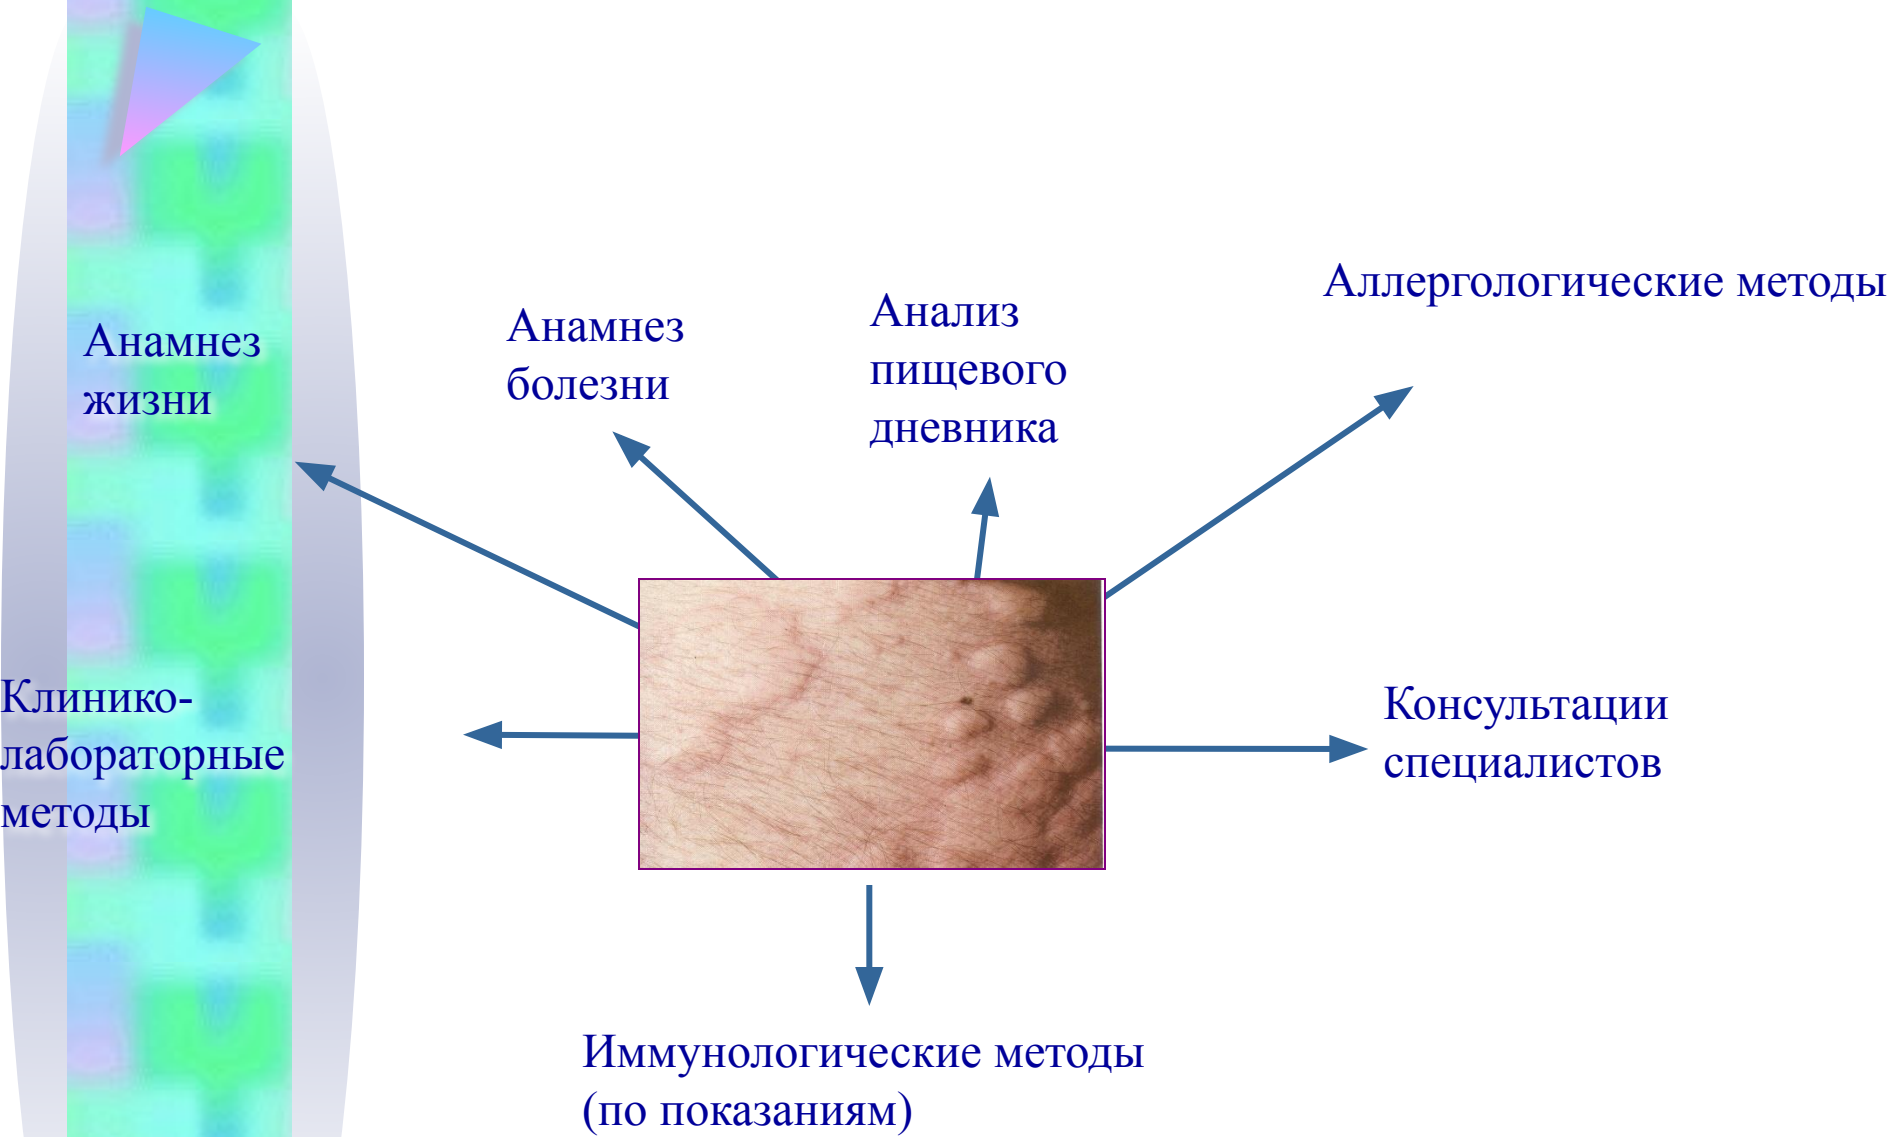 Анамнез
жизни
Анамнез
болезни
Анализ
пищевого
дневника
Аллергологические методы
Клинико-
лабораторные
методы
Консультации
специалистов
Иммунологические методы
(по показаниям)